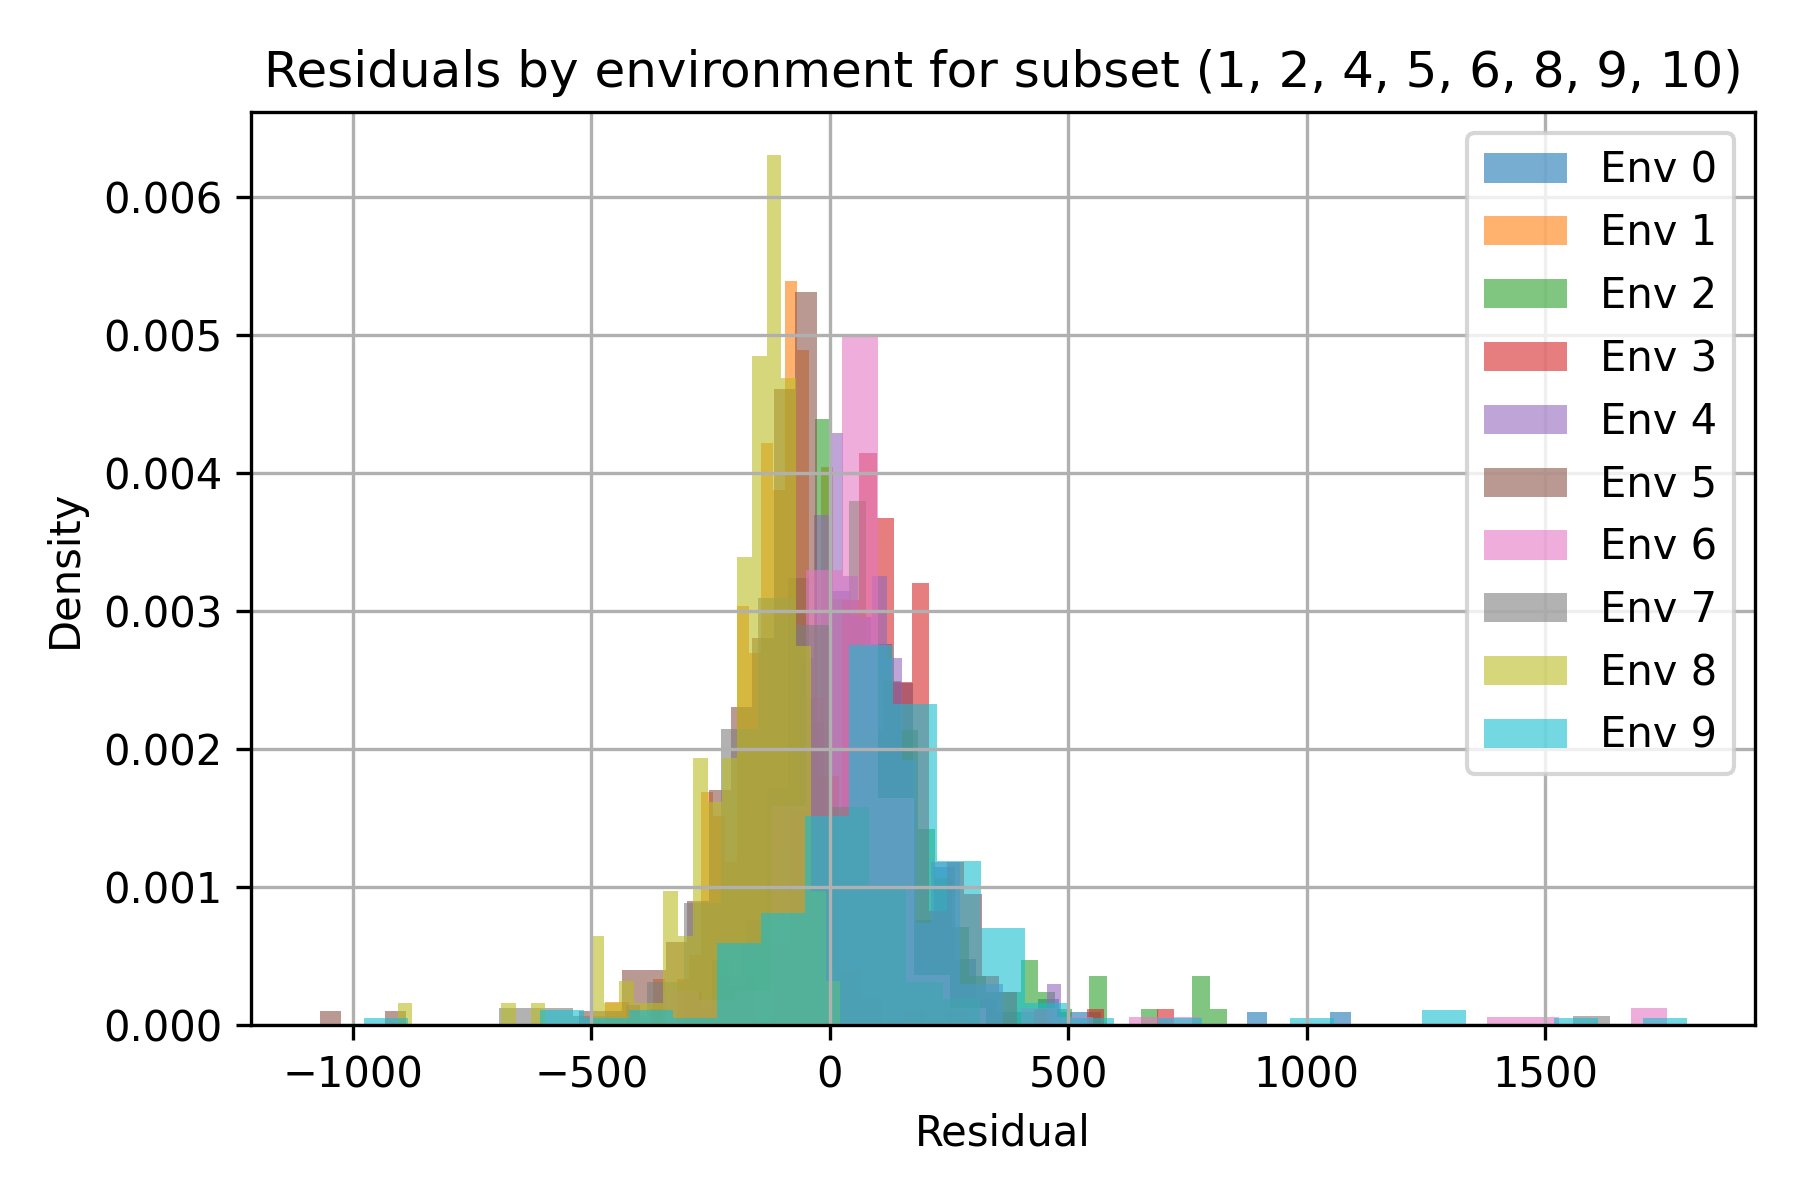 Residuals by environment for subset (1, 2, 4, 5, 6, 8, 9, 10)
Env 0
Env 1
Env 2
Env 3
Env 4
Env 5
Env 6
Env 7
Env 8
Env 9
Density
0.006
0.005
0.004
0.003
0.002
0.001
0.000
−1000 −500 0 500 1000 1500
Residual